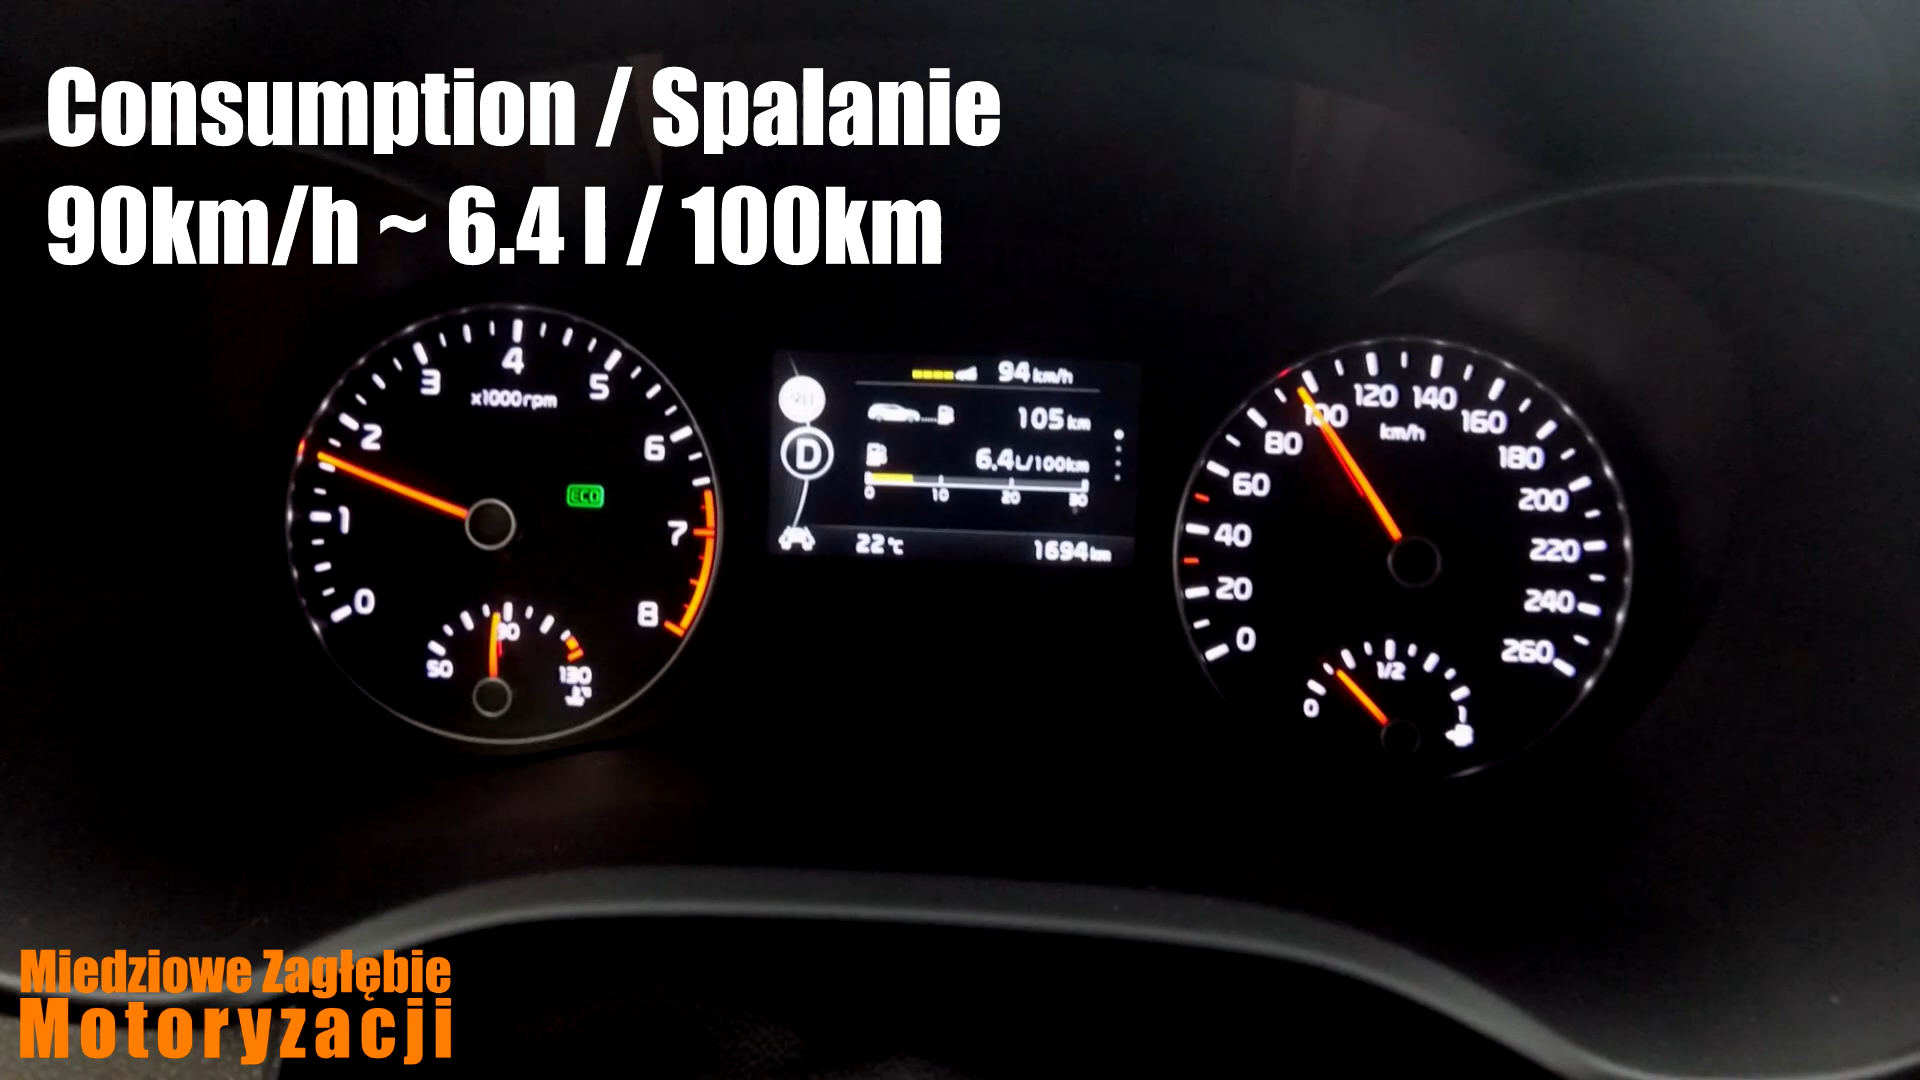 Consumption / Spalanie
90km/h ~ 6.4 l / 100km
0
1
2
3
4
5
6
7
8
x1000rpm
ECO
50
90
130
94 km/h
105 km
6.4 L/100km
0 10 20 30
D
22 °C 1694 km
0
20
40
60
80
100
120
140
160
180
200
220
240
260
km/h
0
1/2
Miedziowe Zagłębie
Motoryzacji